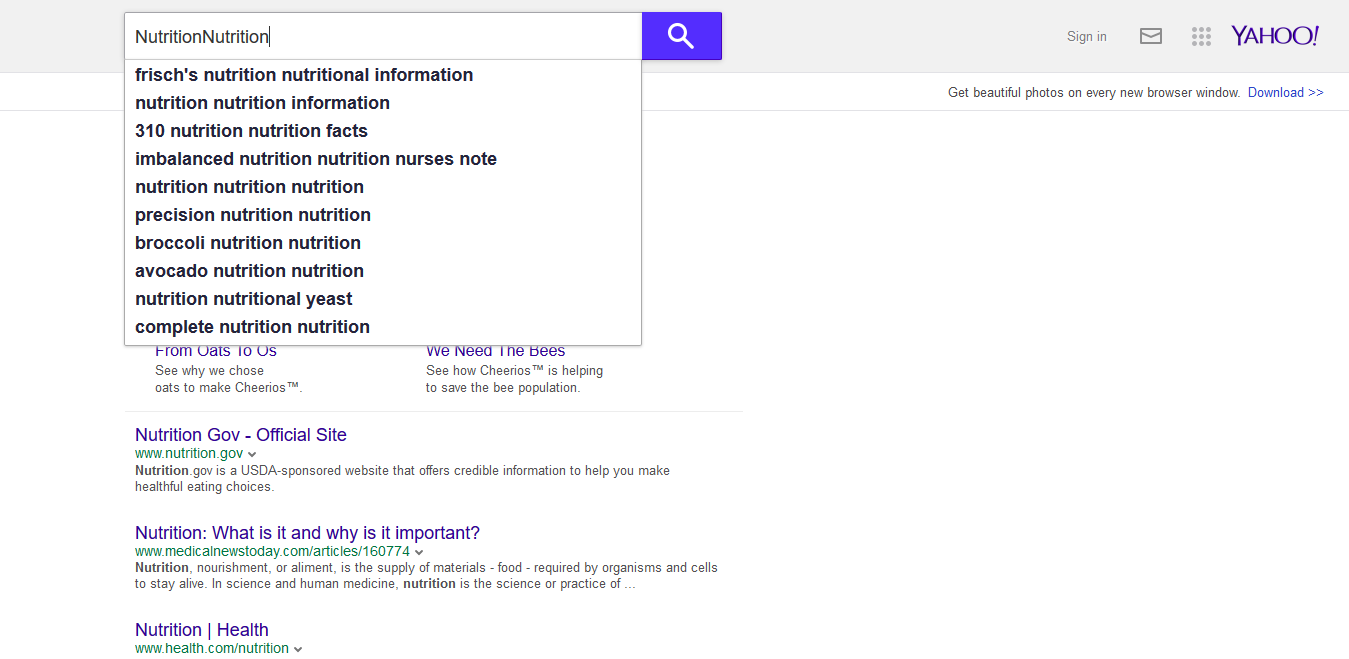 NutritionNutrition
Sign in
YAHOO!
Get beautiful photos on every new browser window. Download >>
frisch's nutrition nutritional information
nutrition nutrition information
310 nutrition nutrition facts
imbalanced nutrition nutrition nurses note
nutrition nutrition nutrition
precision nutrition nutrition
broccoli nutrition nutrition
avocado nutrition nutrition
nutrition nutritional yeast
complete nutrition nutrition
From Oats To Os
See why we chose
oats to make Cheerios™.
We Need The Bees
See how Cheerios™ is helping
to save the bee population.
Nutrition Gov - Official Site
www.nutrition.gov
Nutrition.gov is a USDA-sponsored website that offers credible information to help you make
healthful eating choices.
Nutrition: What is it and why is it important?
www.medicalnewstoday.com/articles/160774
Nutrition, nourishment, or aliment, is the supply of materials - food - required by organisms and cells
to stay alive. In science and human medicine, nutrition is the science or practice of ...
Nutrition | Health
www.health.com/nutrition